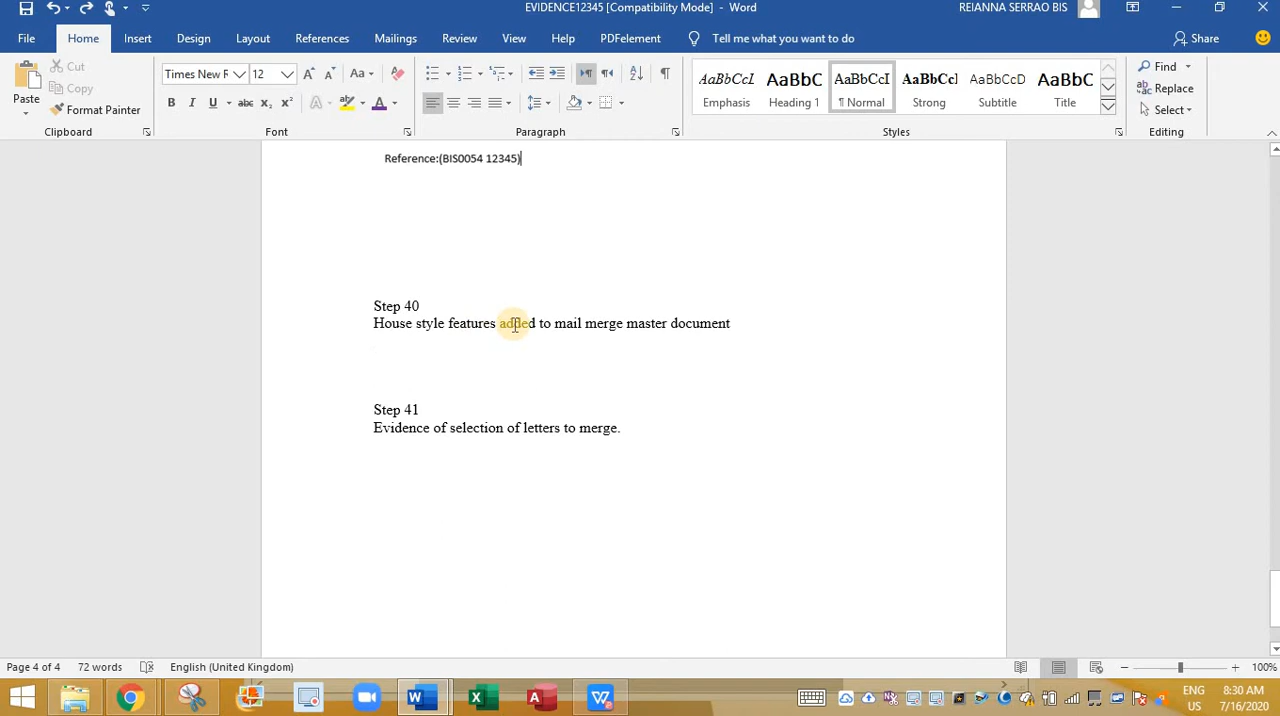 EVIDENCE12345 [Compatibility Mode] - Word
REIANNA SERRAO BIS
File Home Insert Design Layout References Mailings Review View Help PDFelement Tell me what you want to do Share
Paste
Cut
Copy
Format Painter
Clipboard
Times New F 12
Font
Paragraph
AaBbCcL Emphasis
AaBbC Heading 1
AaBbCcI ¶ Normal
AaBbCc Strong
AaBbCcD Subtitle
AaBbC Title
Styles
Find
Replace
Select
Editing
Reference:(BIS0054 12345)
Step 40
House style features added to mail merge master document
Step 41
Evidence of selection of letters to merge.
Page 4 of 4 72 words English (United Kingdom) 100%
ENG 8:30 AM
US 7/16/2020